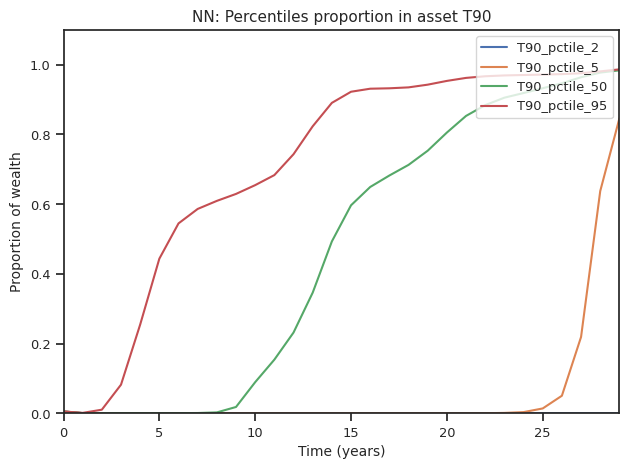 NN: Percentiles proportion in asset T90
T90_pctile_2
T90_pctile_5
T90_pctile_50
T90_pctile_95
Proportion of wealth
1.0
0.8
0.6
0.4
0.2
0.0
0 5 10 15 20 25
Time (years)